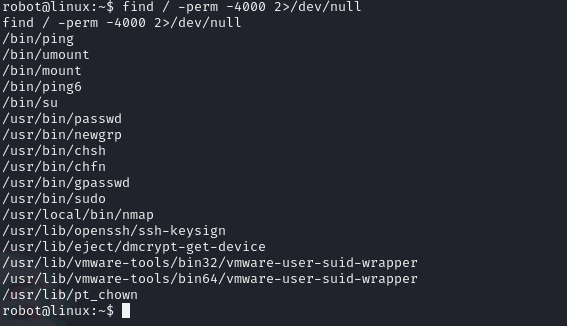 robot@linux:~$ find / -perm -4000 2>/dev/null
find / -perm -4000 2>/dev/null
/bin/ping
/bin/umount
/bin/mount
/bin/ping6
/bin/su
/usr/bin/passwd
/usr/bin/newgrp
/usr/bin/chsh
/usr/bin/chfn
/usr/bin/gpasswd
/usr/bin/sudo
/usr/local/bin/nmap
/usr/lib/openssh/ssh-keysign
/usr/lib/eject/dmcrypt-get-device
/usr/lib/vmware-tools/bin32/vmware-user-suid-wrapper
/usr/lib/vmware-tools/bin64/vmware-user-suid-wrapper
/usr/lib/pt_chown
robot@linux:~$